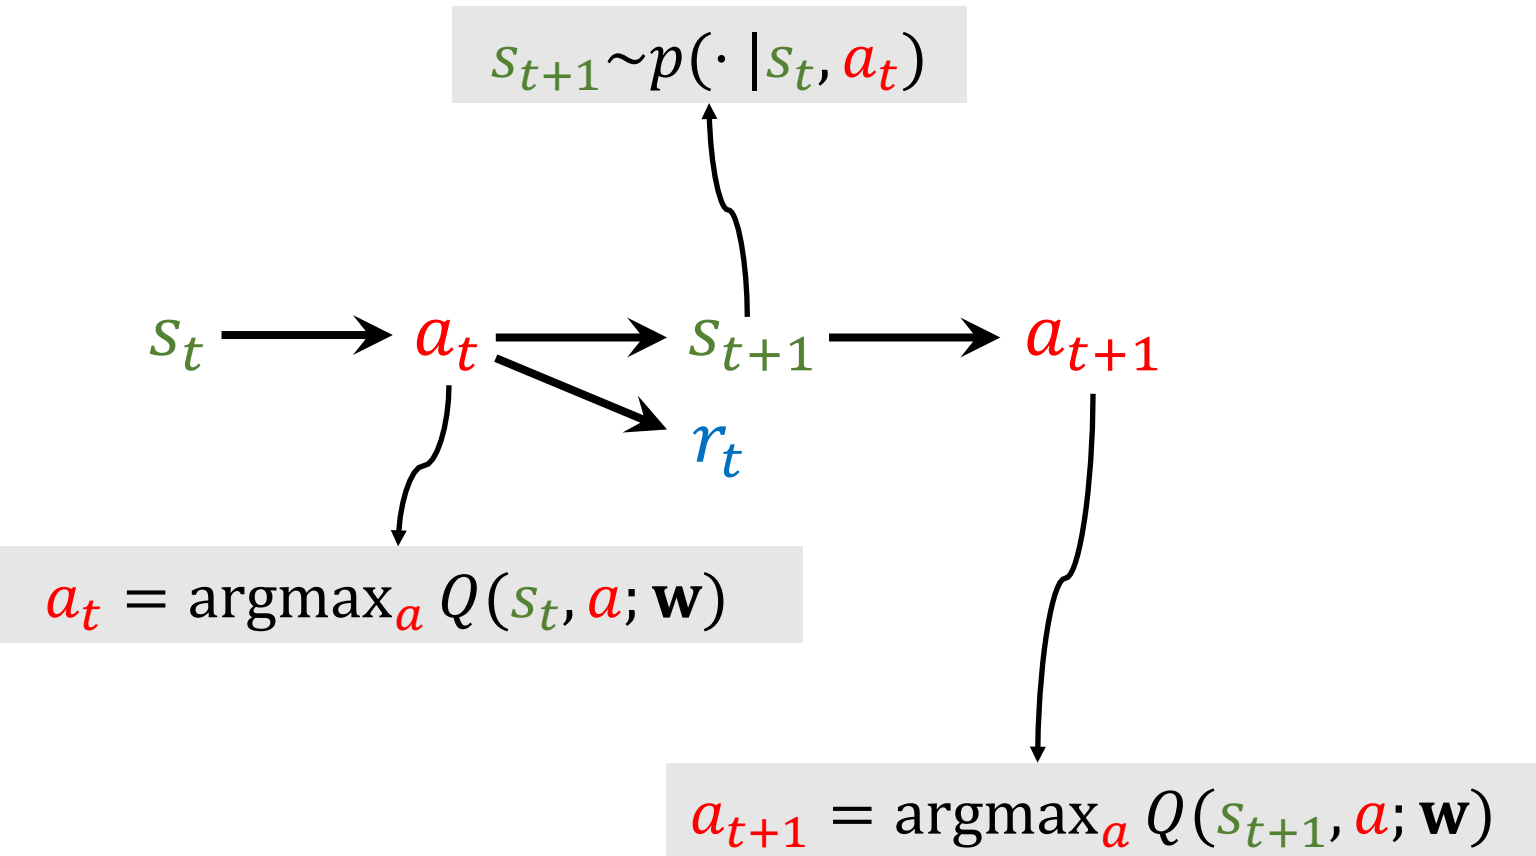 s_{t+1}~p(· |s_t, a_t)
s_t a_t s_{t+1} a_{t+1}
r_t
a_t = argmax_a Q(s_t, a; w)
a_{t+1} = argmax_a Q(s_{t+1}, a; w)